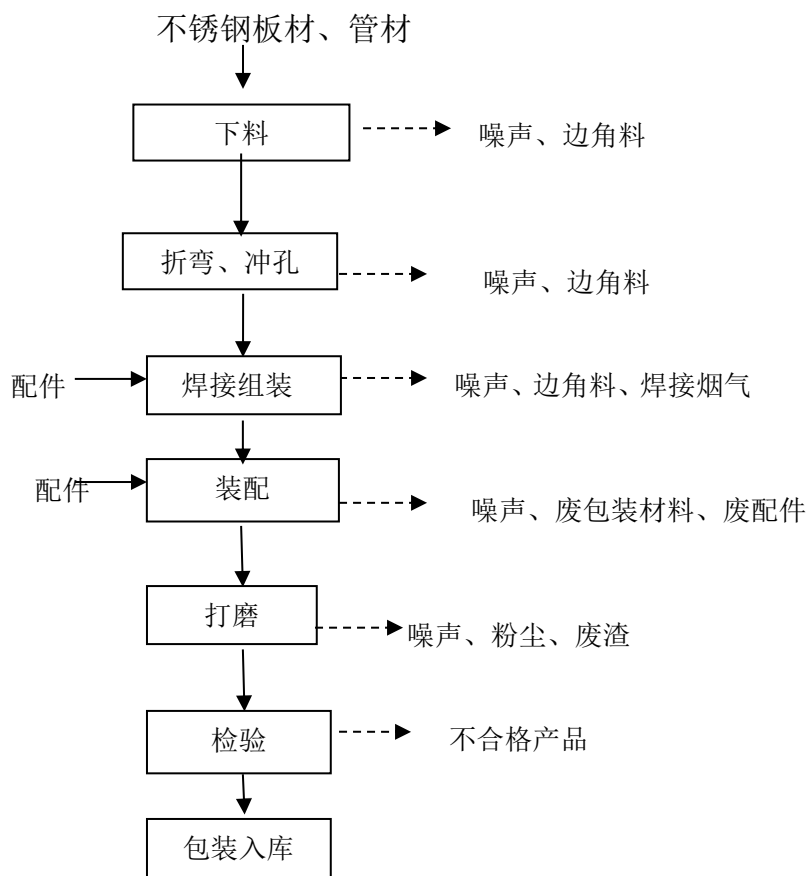 不锈钢板材、管材
下料
噪声、边角料
折弯、冲孔
噪声、边角料
配件
焊接组装
噪声、边角料、焊接烟气
配件
装配
噪声、废包装材料、废配件
打磨
噪声、粉尘、废渣
检验
不合格产品
包装入库